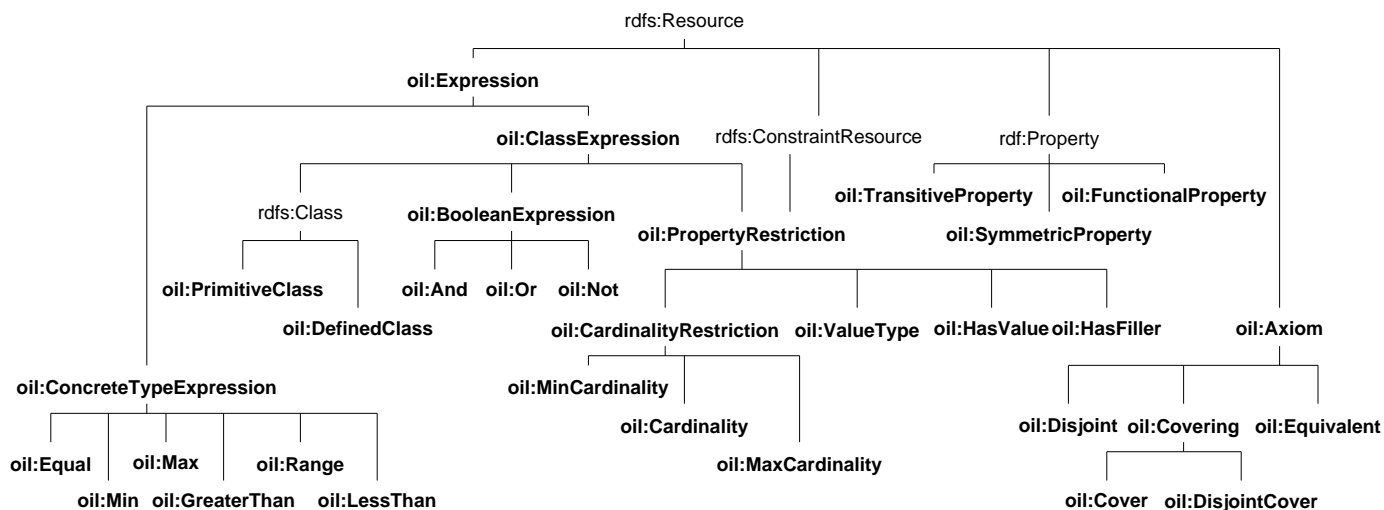 rdfs:Resource
oil:Expression
oil:ClassExpression
rdfs:ConstraintResource
rdf:Property
oil:TransitiveProperty
oil:FunctionalProperty
rdfs:Class
oil:BooleanExpression
oil:PropertyRestriction
oil:SymmetricProperty
oil:PrimitiveClass
oil:And
oil:Or
oil:Not
oil:DefinedClass
oil:CardinalityRestriction
oil:ValueType
oil:HasValue
oil:HasFiller
oil:Axiom
oil:ConcreteTypeExpression
oil:MinCardinality
oil:Cardinality
oil:Disjoint
oil:Covering
oil:Equivalent
oil:Equal
oil:Max
oil:Range
oil:MaxCardinality
oil:Min
oil:GreaterThan
oil:LessThan
oil:Cover
oil:DisjointCover